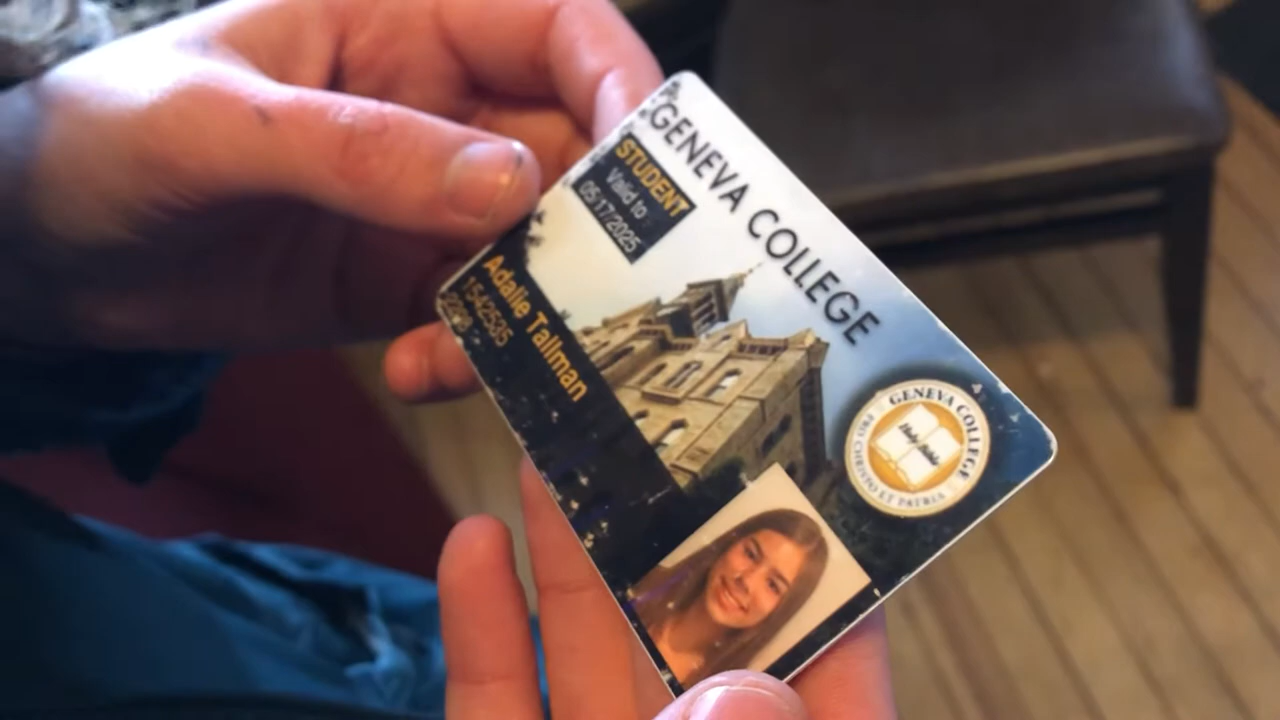 GENEVA COLLEGE
STUDENT
Valid to
05/17/2025
Adalie Tallman
1542535
GENEVA COLLEGE
Holy Bible
PRO CHRISTO ET PATRIA